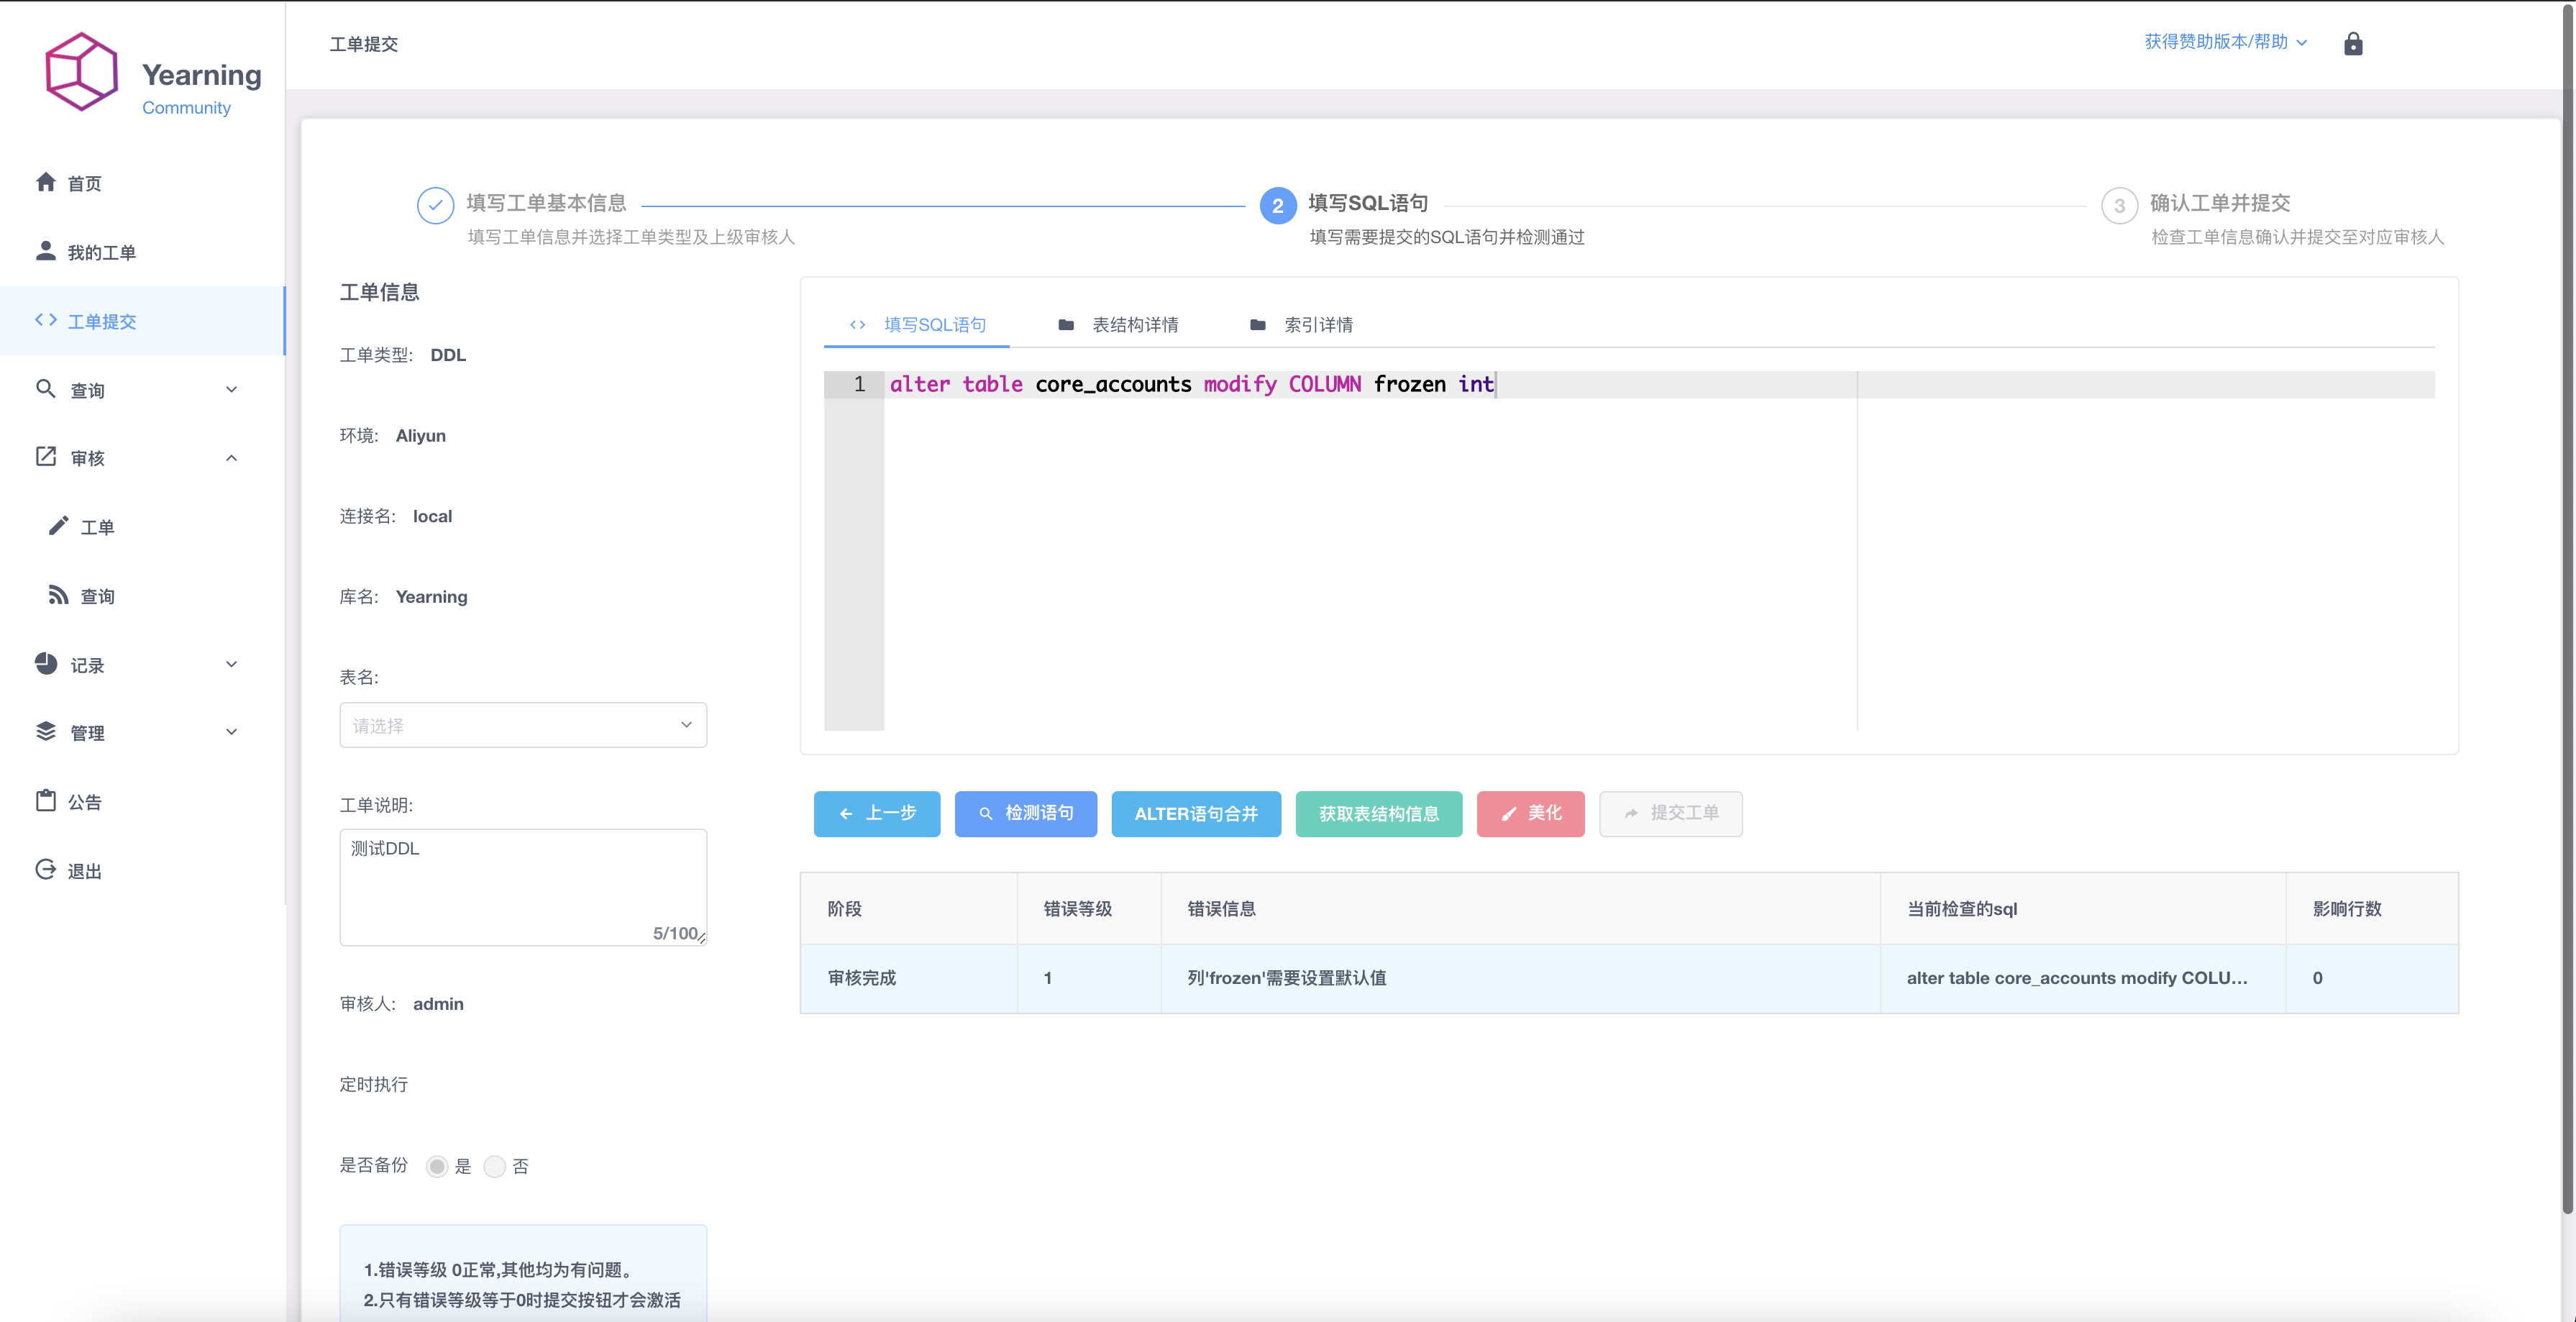 Yearning
Community
首页
我的工单
工单提交
查询
审核
工单
查询
记录
管理
公告
退出
工单提交
获得赞助版本/帮助
填写工单基本信息
填写工单信息并选择工单类型及上级审核人
2
填写SQL语句
填写需要提交的SQL语句并检测通过
3
确认工单并提交
检查工单信息确认并提交至对应审核人
工单信息
工单类型: DDL
环境: Aliyun
连接名: local
库名: Yearning
表名:
请选择
工单说明:
测试DDL
5/100
审核人: admin
定时执行
是否备份 是 否
1.错误等级 0正常,其他均为有问题。
2.只有错误等级等于0时提交按钮才会激活
填写SQL语句 表结构详情 索引详情
1 alter table core_accounts modify COLUMN frozen int
上一步 检测语句 ALTER语句合并 获取表结构信息 美化 提交工单
阶段 错误等级 错误信息 当前检查的sql 影响行数
审核完成 1 列'frozen'需要设置默认值 alter table core_accounts modify COLU... 0